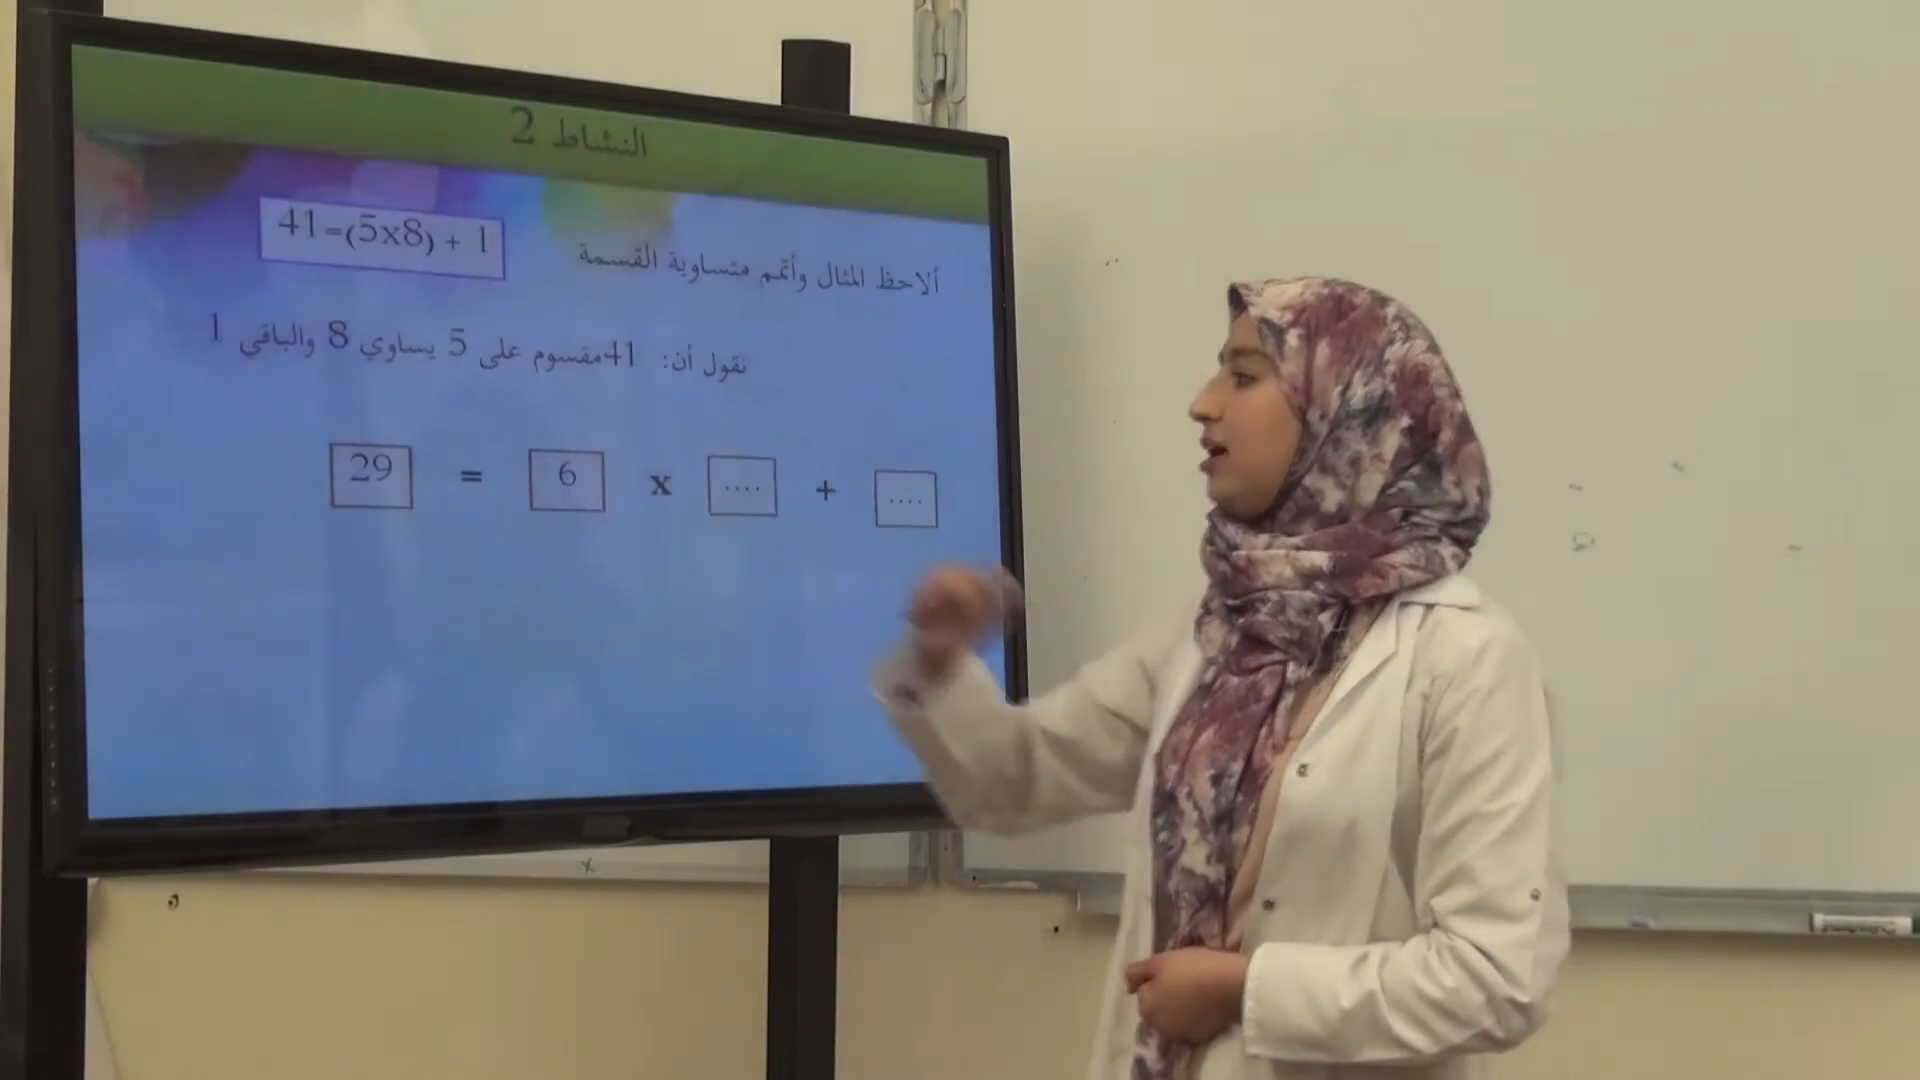 النشاط 2
ألاحظ المثال وأتمم متساوية القسمة
41=(5x8) + 1
نقول أن: 41مقسوم على 5 يساوي 8 والباقي 1
29 = 6 x .... + ....